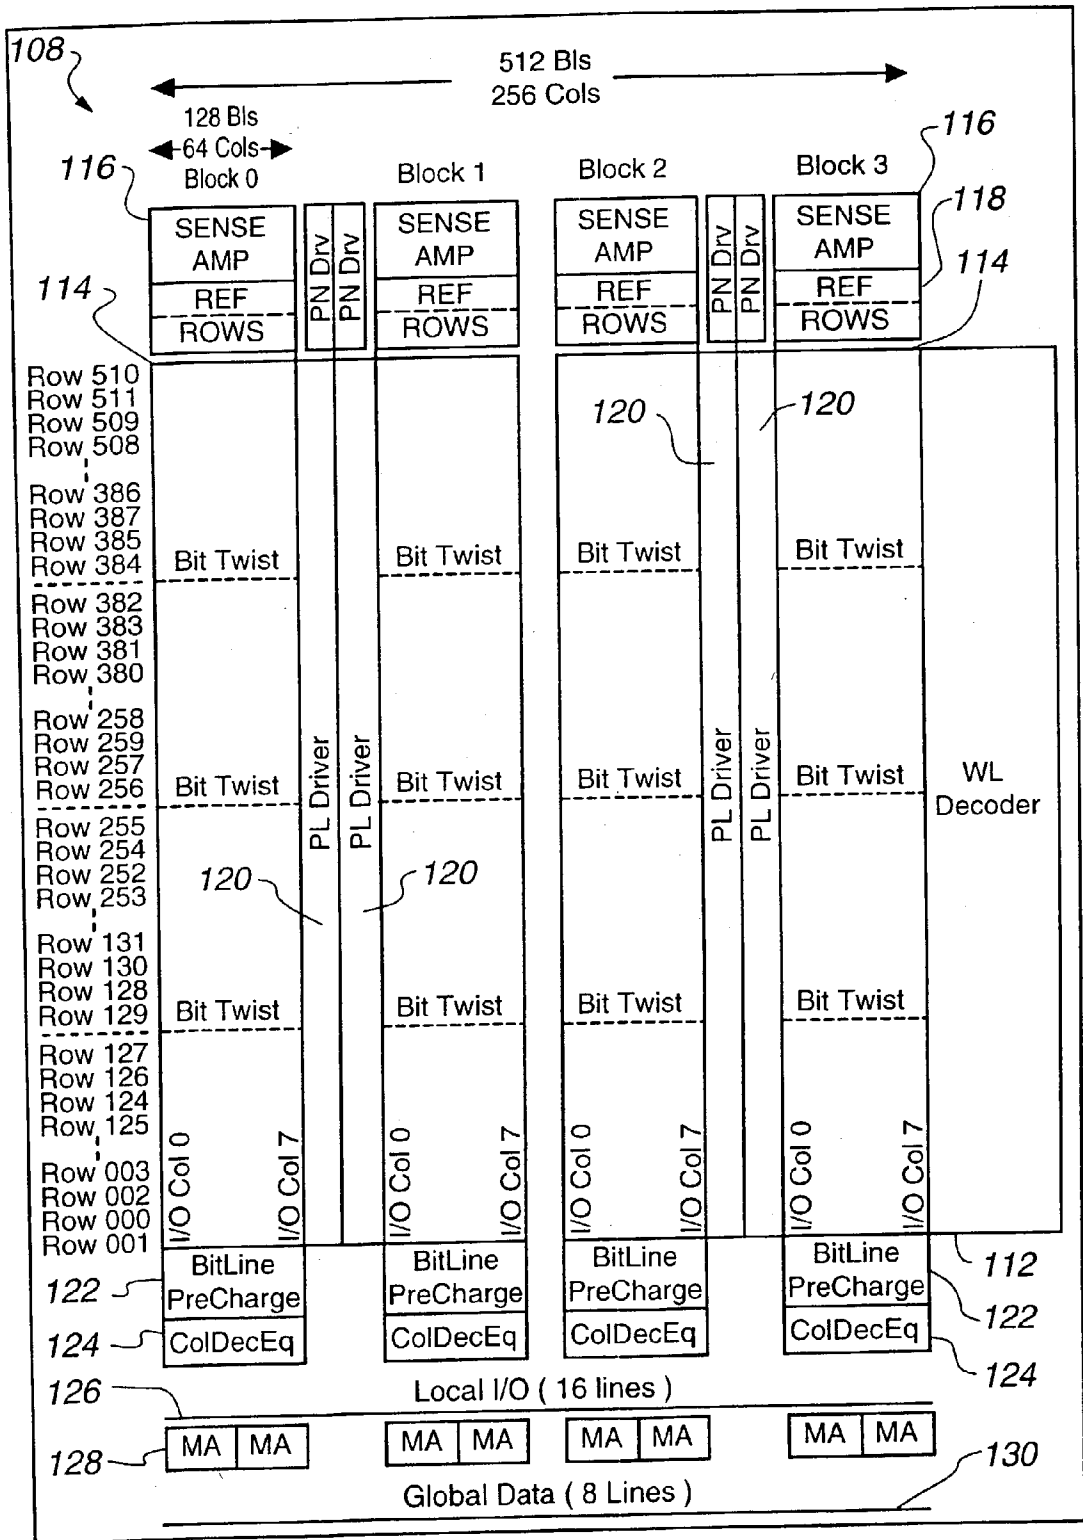 108
512 Bls
256 Cols
128 Bls
64 Cols
116
Block 0
Block 1
Block 2
Block 3
116
118
114
114
SENSE
AMP
REF
ROWS
PN Drv
PN Drv
SENSE
AMP
REF
ROWS
SENSE
AMP
REF
ROWS
PN Drv
PN Drv
SENSE
AMP
REF
ROWS
Row 510
Row 511
Row 509
Row 508
Row 386
Row 387
Row 385
Row 384
Row 382
Row 383
Row 381
Row 380
Row 258
Row 259
Row 257
Row 256
Row 255
Row 254
Row 252
Row 253
Row 131
Row 130
Row 128
Row 129
Row 127
Row 126
Row 124
Row 125
Row 003
Row 002
Row 000
Row 001
120
120
Bit Twist
Bit Twist
Bit Twist
Bit Twist
PL Driver
PL Driver
PL Driver
PL Driver
Bit Twist
Bit Twist
Bit Twist
Bit Twist
WL
Decoder
120
120
Bit Twist
Bit Twist
Bit Twist
Bit Twist
I/O Col 0
I/O Col 7
I/O Col 0
I/O Col 7
I/O Col 0
I/O Col 7
I/O Col 0
I/O Col 7
112
122
BitLine
PreCharge
BitLine
PreCharge
BitLine
PreCharge
BitLine
PreCharge
122
124
ColDecEq
ColDecEq
ColDecEq
ColDecEq
124
126
Local I/O ( 16 lines )
128
MA MA MA MA MA MA MA MA
130
Global Data ( 8 Lines )